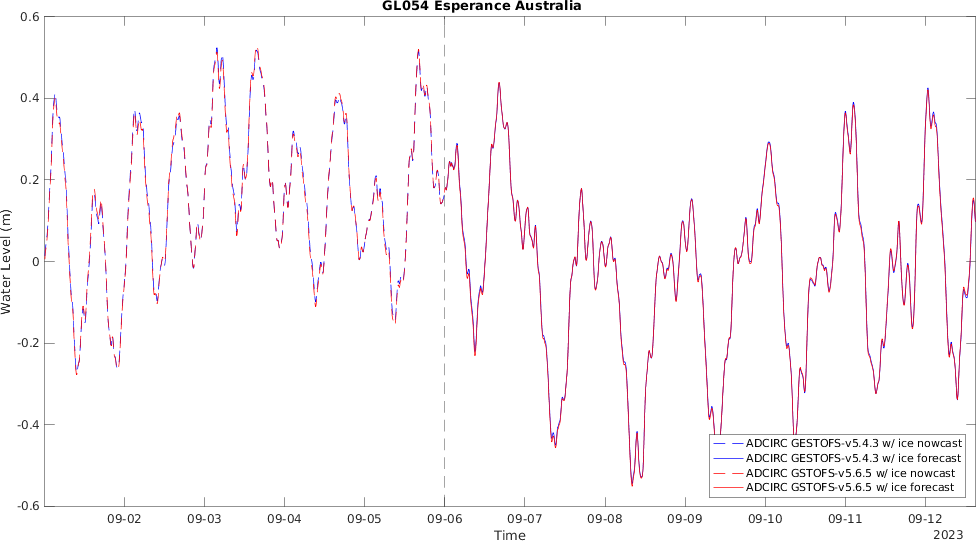 GL054 Esperance Australia
0.6
0.4
0.2
0
-0.2
-0.4
-0.6
Water Level (m)
09-02 09-03 09-04 09-05 09-06 09-07 09-08 09-09 09-10 09-11 09-12
Time
2023
ADCIRC GESTOFS-v5.4.3 w/ ice nowcast
ADCIRC GESTOFS-v5.4.3 w/ ice forecast
ADCIRC GSTOFS-v5.6.5 w/ ice nowcast
ADCIRC GSTOFS-v5.6.5 w/ ice forecast